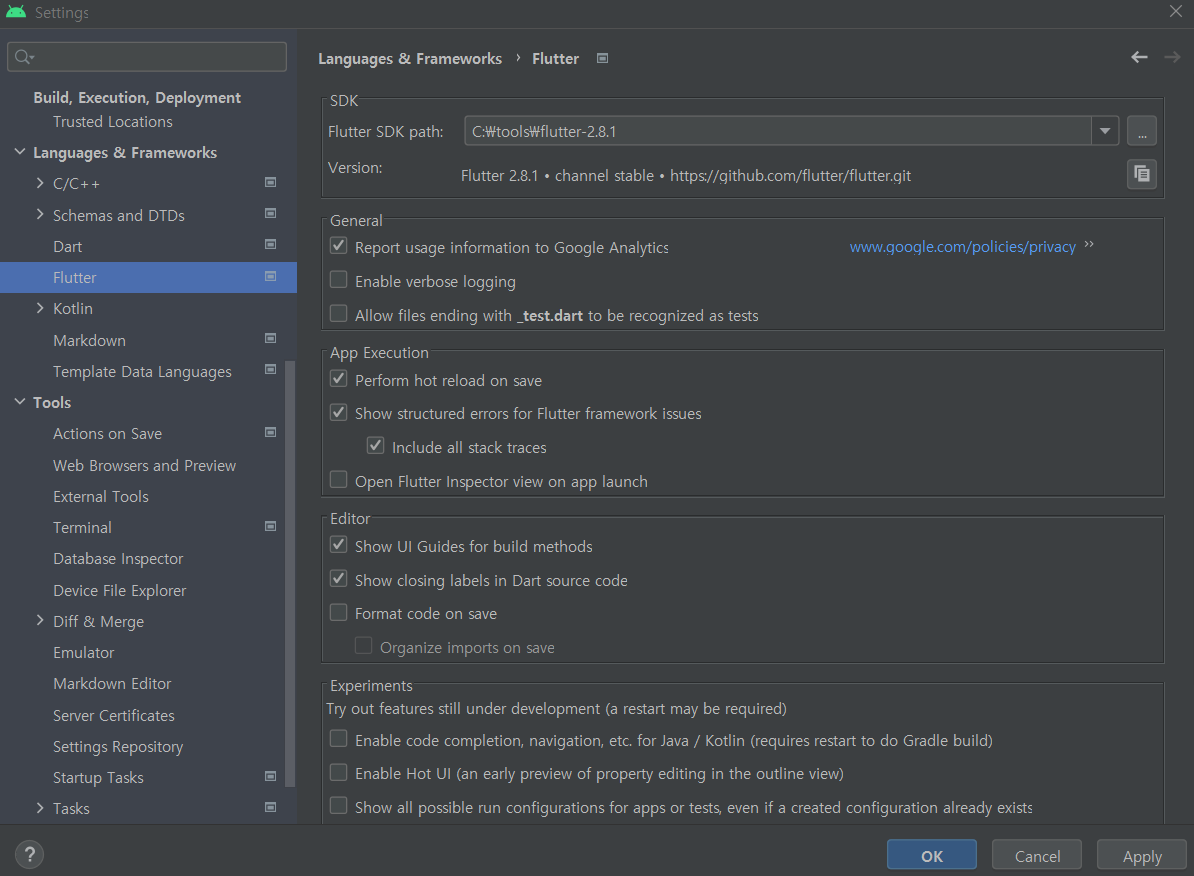 Settings
Build, Execution, Deployment
Trusted Locations
Languages & Frameworks
C/C++
Schemas and DTDs
Dart
Flutter
Kotlin
Markdown
Template Data Languages
Tools
Actions on Save
Web Browsers and Preview
External Tools
Terminal
Database Inspector
Device File Explorer
Diff & Merge
Emulator
Markdown Editor
Server Certificates
Settings Repository
Startup Tasks
Tasks
?
Languages & Frameworks › Flutter
SDK
Flutter SDK path: C:₩tools₩flutter-2.8.1 ...
Version: Flutter 2.8.1 • channel stable • https://github.com/flutter/flutter.git
General
Report usage information to Google Analytics www.google.com/policies/privacy »
Enable verbose logging
Allow files ending with _test.dart to be recognized as tests
App Execution
Perform hot reload on save
Show structured errors for Flutter framework issues
Include all stack traces
Open Flutter Inspector view on app launch
Editor
Show UI Guides for build methods
Show closing labels in Dart source code
Format code on save
Organize imports on save
Experiments
Try out features still under development (a restart may be required)
Enable code completion, navigation, etc. for Java / Kotlin (requires restart to do Gradle build)
Enable Hot UI (an early preview of property editing in the outline view)
Show all possible run configurations for apps or tests, even if a created configuration already exists
OK Cancel Apply